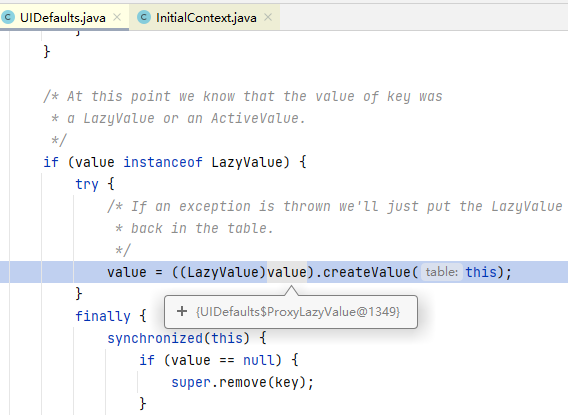 UIDefaults.java
InitialContext.java
}
}
/* At this point we know that the value of key was
* a LazyValue or an ActiveValue.
*/
if (value instanceof LazyValue) {
try {
/* If an exception is thrown we'll just put the LazyValue
* back in the table.
*/
value = ((LazyValue)value).createValue( table: this);
}
+ {UIDefaults$ProxyLazyValue@1349}
finally {
synchronized(this) {
if (value == null) {
super.remove(key);
}